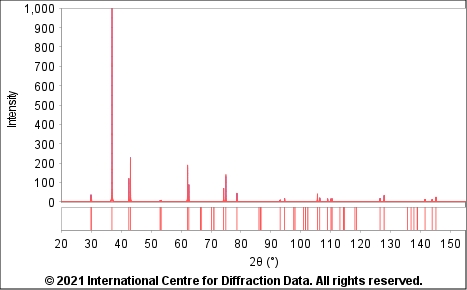 1,000
900
800
700
600
500
400
300
200
100
0
Intensity
20 30 40 50 60 70 80 90 100 110 120 130 140 150
2θ (°)
© 2021 International Centre for Diffraction Data. All rights reserved.